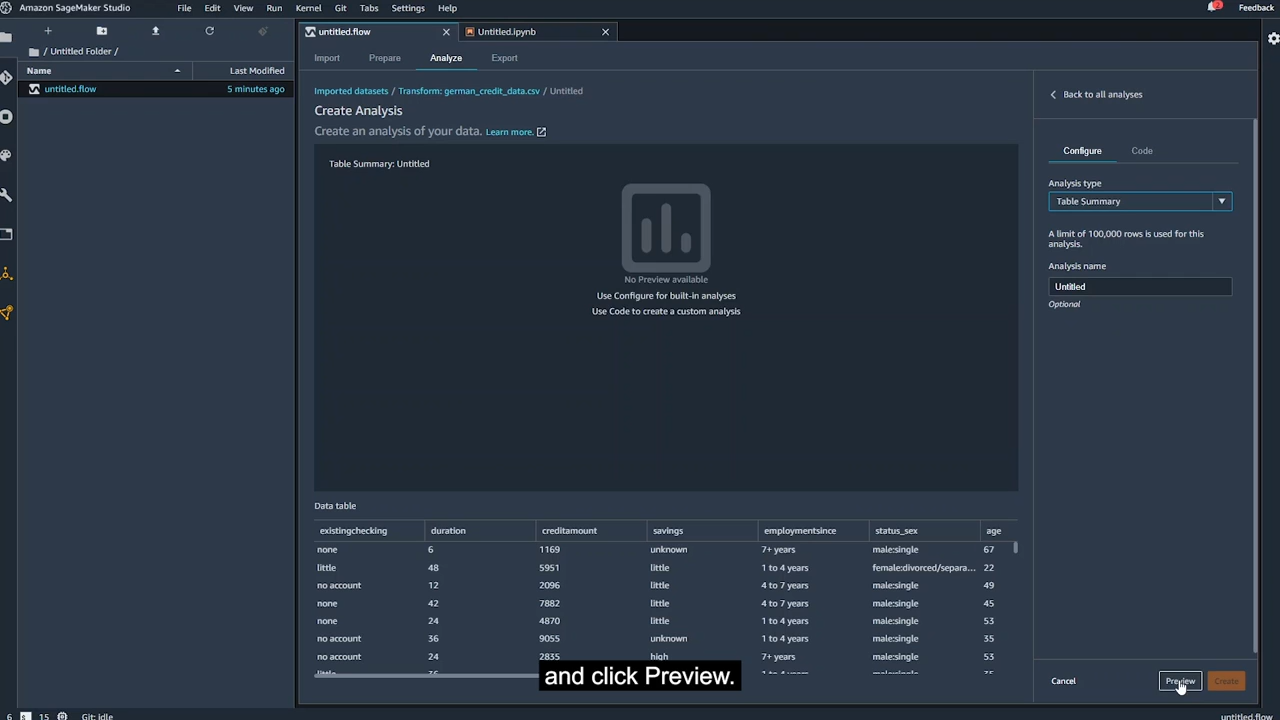 Amazon SageMaker Studio File Edit View Run Kernel Git Tabs Settings Help 2 Feedback
untitled.flow Untitled.ipynb
/ Untitled Folder /
Import Prepare Analyze Export
Name Last Modified
untitled.flow 5 minutes ago
Imported datasets / Transform: german_credit_data.csv / Untitled
Create Analysis
Create an analysis of your data. Learn more.
Table Summary: Untitled
No Preview available
Use Configure for built-in analyses
Use Code to create a custom analysis
Back to all analyses
Configure Code
Analysis type
Table Summary
A limit of 100,000 rows is used for this
analysis.
Analysis name
Untitled
Optional
Data table
existingchecking duration creditamount savings employmentsince status_sex age
none 6 1169 unknown 7+ years male:single 67
little 48 5951 little 1 to 4 years female:divorced/separa... 22
no account 12 2096 little 4 to 7 years male:single 49
none 42 7882 little 4 to 7 years male:single 45
none 24 4870 little 1 to 4 years male:single 53
no account 36 9055 unknown 1 to 4 years male:single 35
no account 24 2835 high 7+ years male:single 53
and click Preview.
Cancel Preview Create
6 15 Git: idle untitled.flow